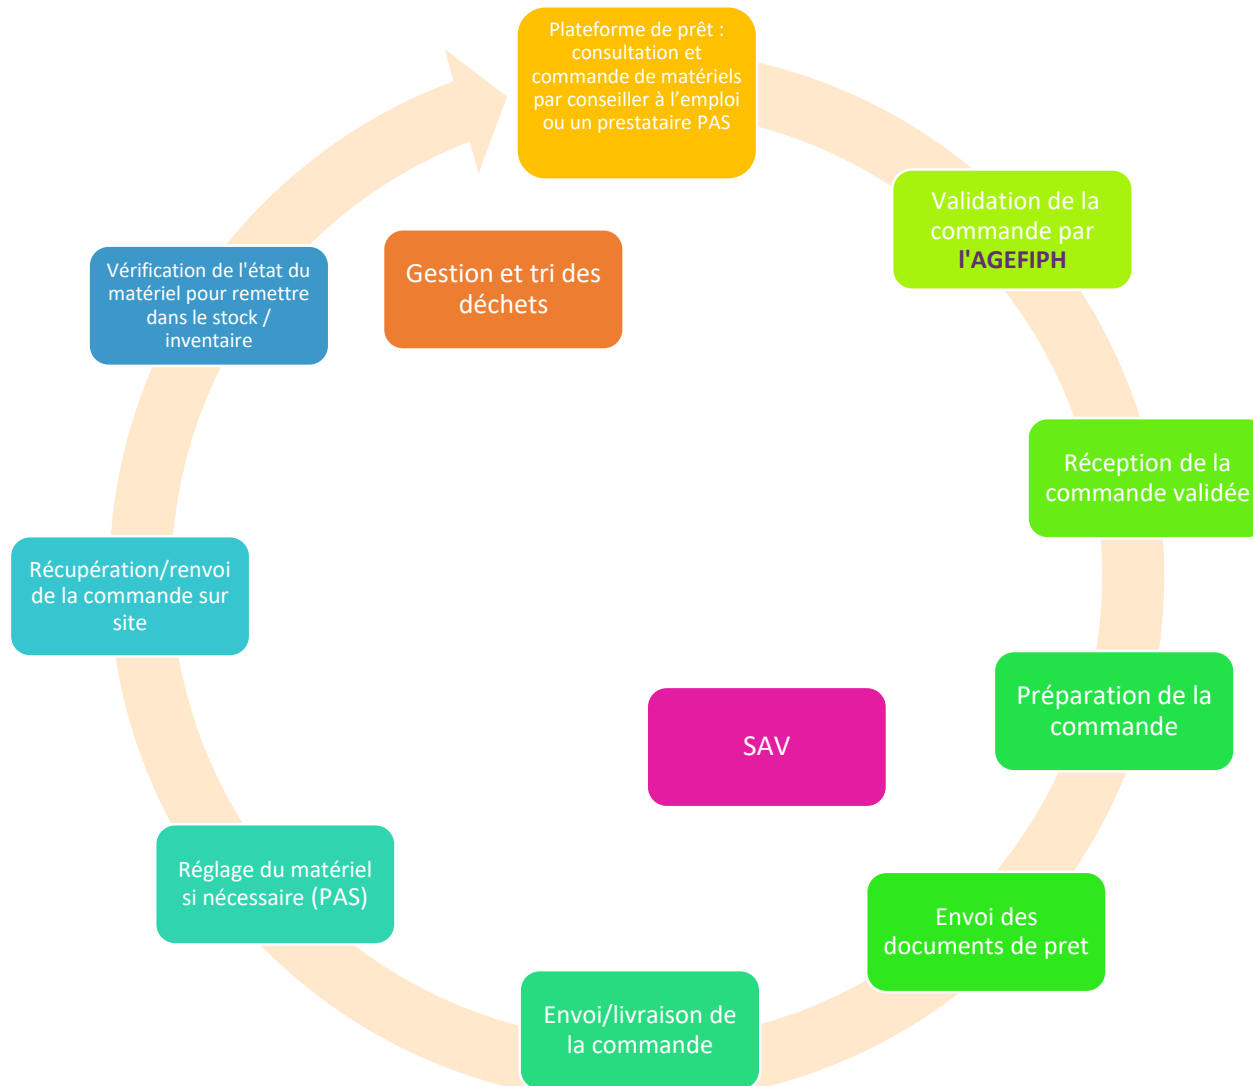 Plateforme de prêt :
consultation et
commande de matériels
par conseiller à l’emploi
ou un prestataire PAS
Validation de la
commande par
l'AGEFIPH
Réception de la
commande validée
Préparation de la
commande
Envoi des
documents de pret
Envoi/livraison de
la commande
Réglage du matériel
si nécessaire (PAS)
Récupération/renvoi
de la commande sur
site
Vérification de l'état du
matériel pour remettre
dans le stock /
inventaire
Gestion et tri des
déchets
SAV